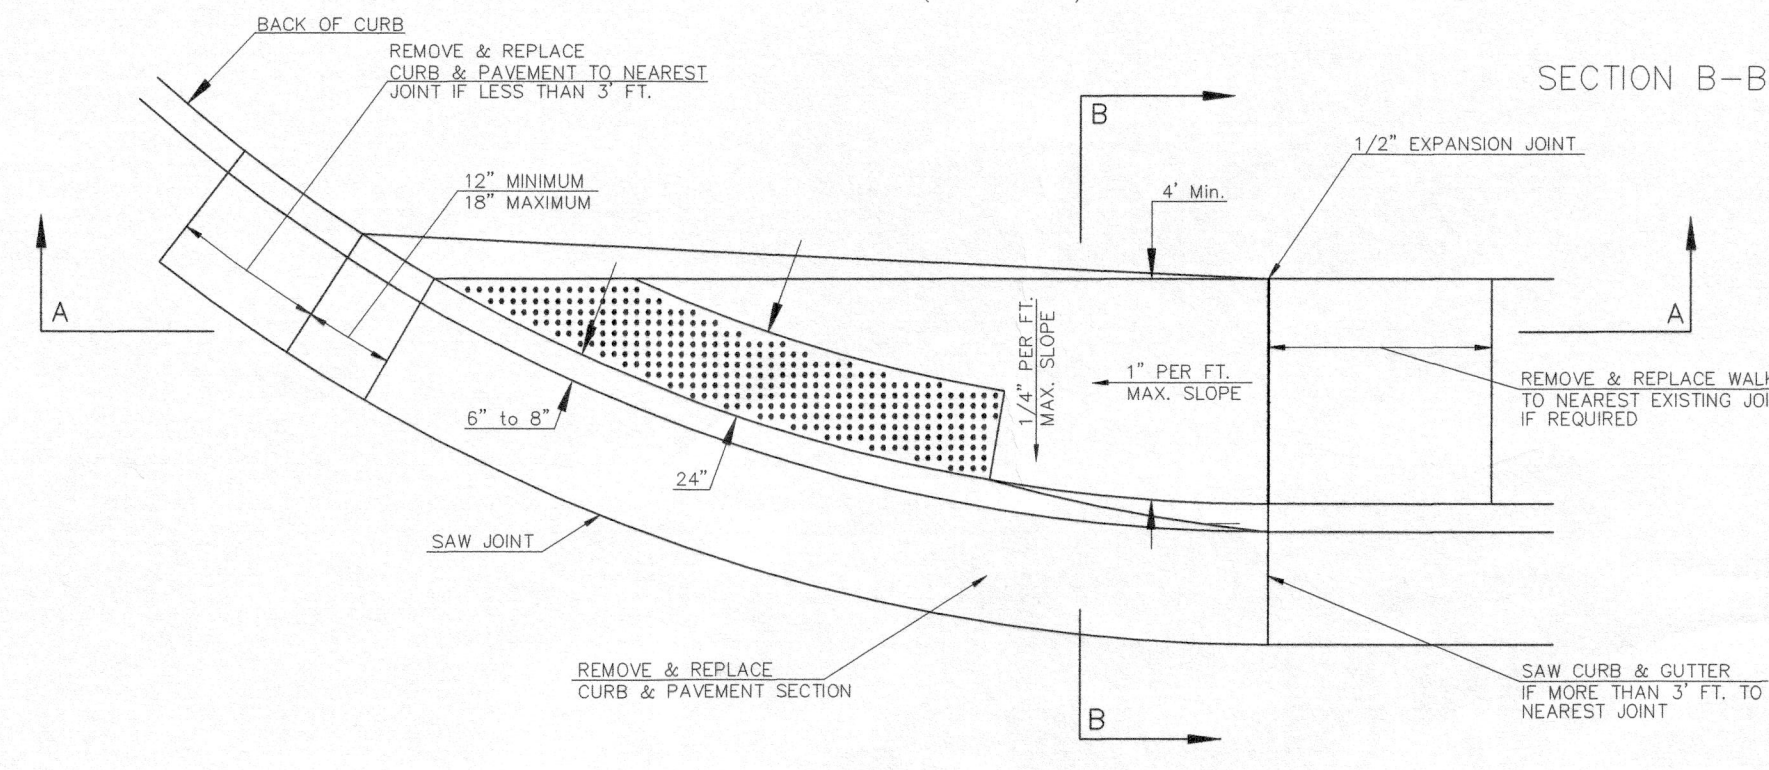 BACK OF CURB
REMOVE & REPLACE
CURB & PAVEMENT TO NEAREST
JOINT IF LESS THAN 3' FT.
SECTION B-B
B
1/2" EXPANSION JOINT
12" MINIMUM
18" MAXIMUM
4' Min.
A
A
1/4" PER FT.
MAX. SLOPE
1" PER FT.
MAX. SLOPE
REMOVE & REPLACE
TO NEAREST EXISTING
IF REQUIRED
6" to 8"
24"
SAW JOINT
REMOVE & REPLACE
CURB & PAVEMENT SECTION
SAW CURB & GUTTER
IF MORE THAN 3' FT. TO
NEAREST JOINT
B